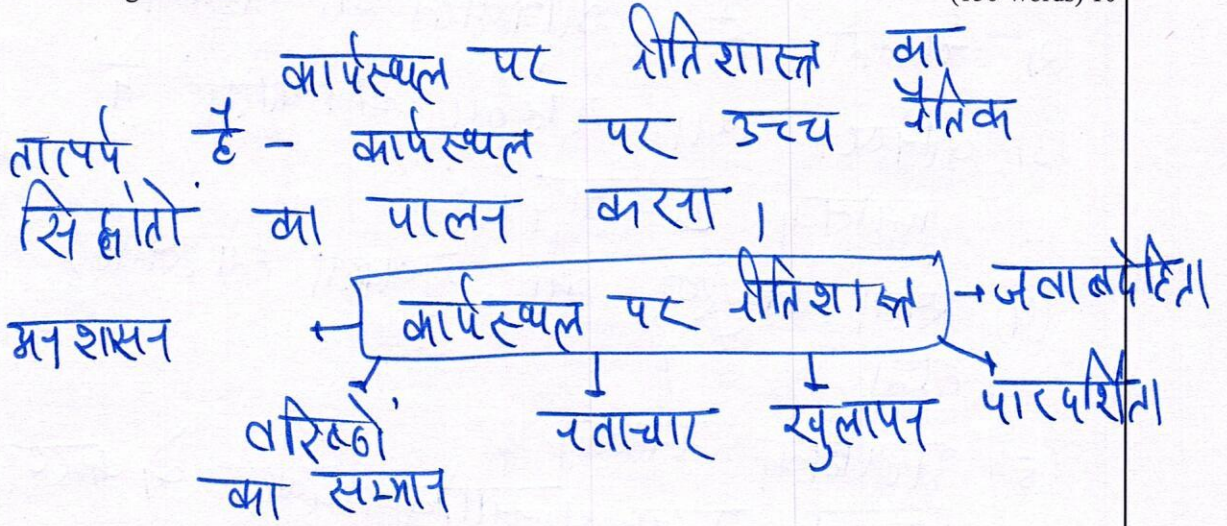 कार्यस्थल पर नीतिशास्त्र का
तात्पर्य है - कार्यस्थल पर उच्च नैतिक
सिद्धांतों का पालन करना।
अनुशासन ← कार्यस्थल पर नीतिशास्त्र → जवाबदेहिता
वरिष्ठों नवाचार खुलापन पारदर्शिता
का सम्मान